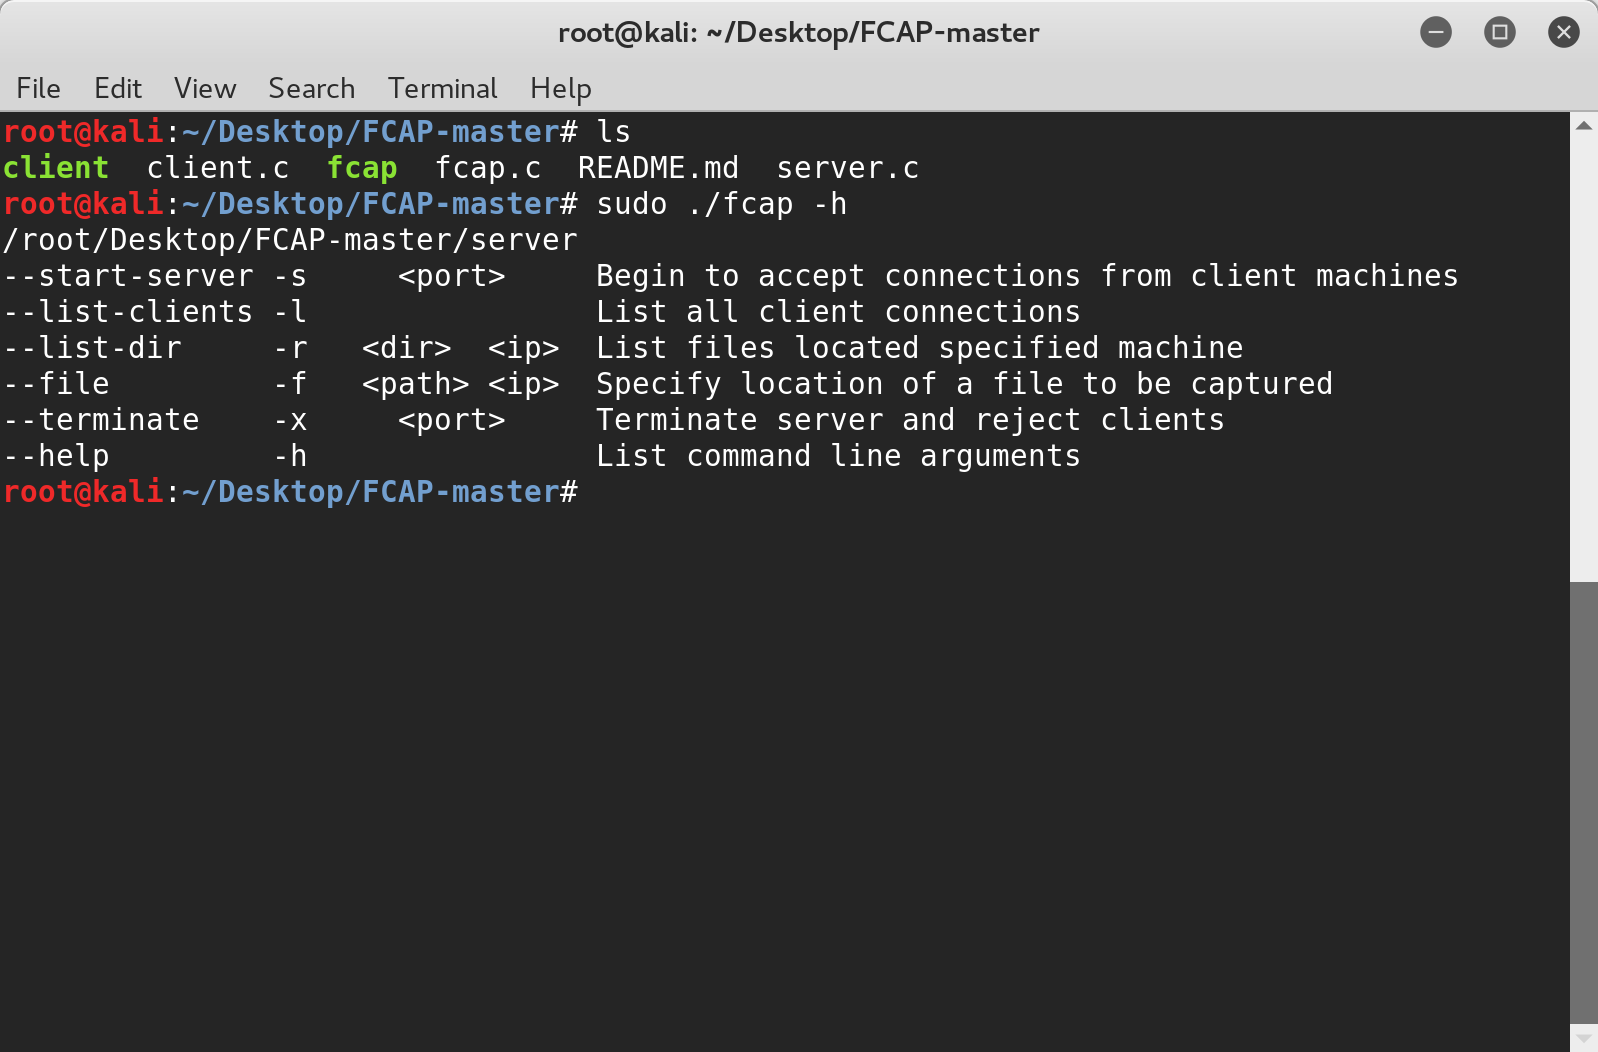 root@kali: ~/Desktop/FCAP-master
File Edit View Search Terminal Help
root@kali:~/Desktop/FCAP-master# ls
client  client.c  fcap  fcap.c  README.md  server.c
root@kali:~/Desktop/FCAP-master# sudo ./fcap -h
/root/Desktop/FCAP-master/server
--start-server -s     <port>     Begin to accept connections from client machines
--list-clients -l                List all client connections
--list-dir     -r   <dir>  <ip>  List files located specified machine
--file         -f   <path> <ip>  Specify location of a file to be captured
--terminate    -x     <port>     Terminate server and reject clients
--help         -h                List command line arguments
root@kali:~/Desktop/FCAP-master#